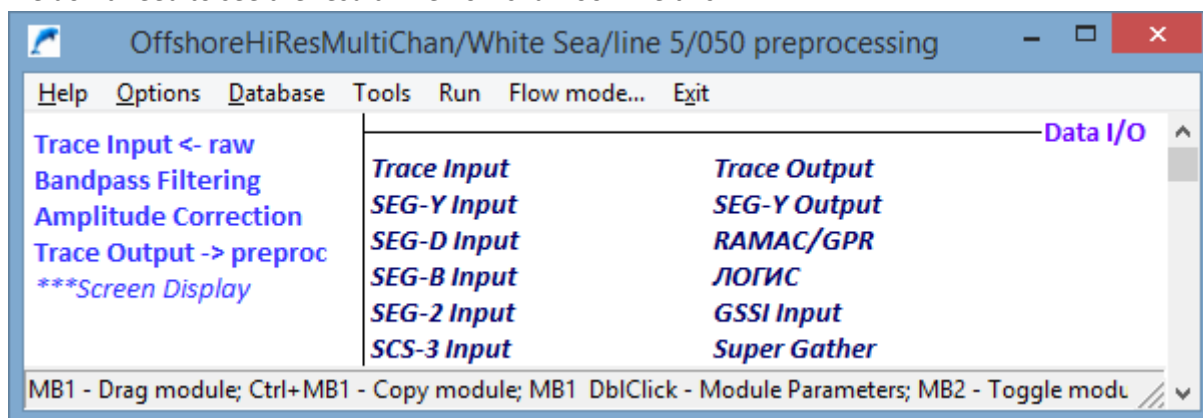 OffshoreHiResMultiChan/White Sea/line 5/050 preprocessing
Help Options Database Tools Run Flow mode... Exit
Trace Input <- raw
Bandpass Filtering
Amplitude Correction
Trace Output -> preproc
***Screen Display
Data I/O
Trace Input Trace Output
SEG-Y Input SEG-Y Output
SEG-D Input RAMAC/GPR
SEG-B Input ЛОГИС
SEG-2 Input GSSI Input
SCS-3 Input Super Gather
MB1 - Drag module; Ctrl+MB1 - Copy module; MB1 DblClick - Module Parameters; MB2 - Toggle modu